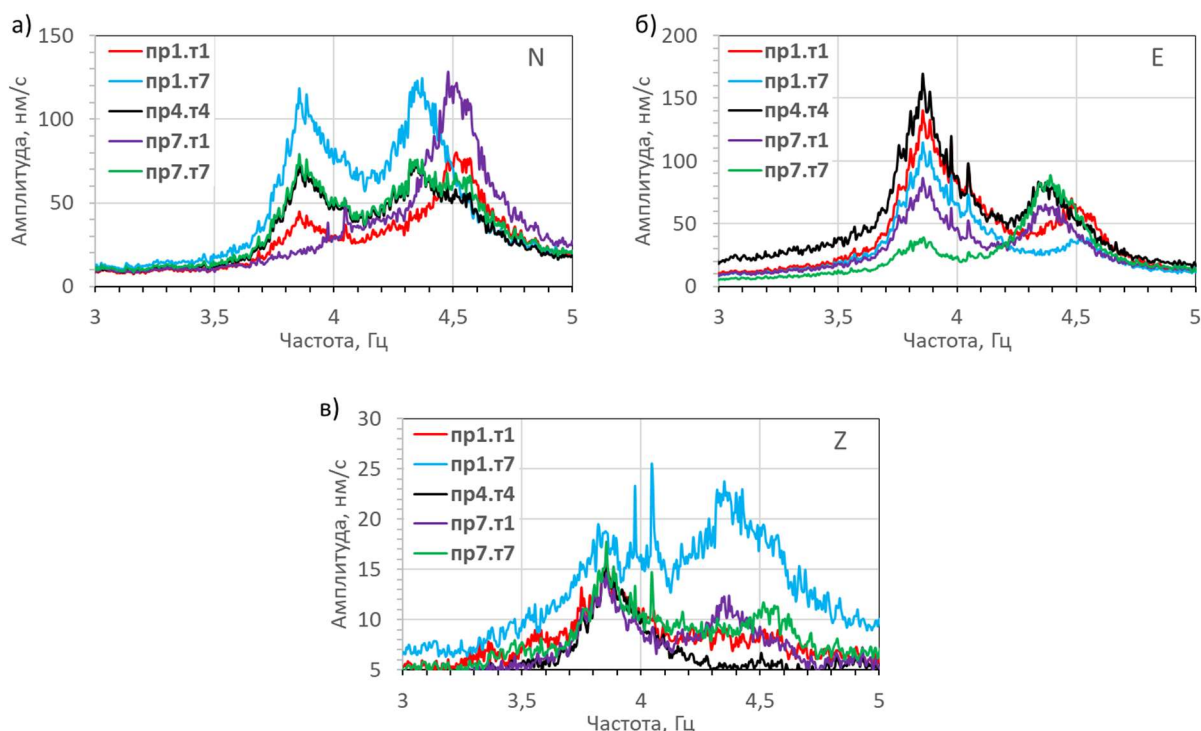 а)
N
пр1.т1
пр1.т7
пр4.т4
пр7.т1
пр7.т7
Амплитуда, нм/с
150
100
50
0
3 3,5 4 4,5 5
Частота, Гц
б)
E
пр1.т1
пр1.т7
пр4.т4
пр7.т1
пр7.т7
Амплитуда, нм/с
200
150
100
50
0
3 3,5 4 4,5 5
Частота, Гц
в)
Z
пр1.т1
пр1.т7
пр4.т4
пр7.т1
пр7.т7
Амплитуда, нм/с
30
25
20
15
10
5
3 3,5 4 4,5 5
Частота, Гц